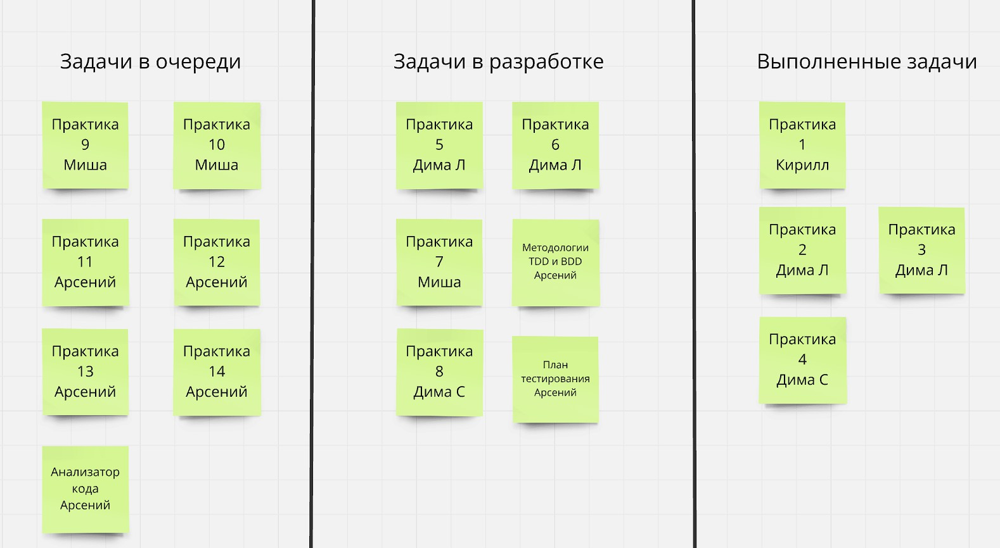 Задачи в очереди
Практика
9
Миша
Практика
10
Миша
Практика
11
Арсений
Практика
12
Арсений
Практика
13
Арсений
Практика
14
Арсений
Анализатор
кода
Арсений
Задачи в разработке
Практика
5
Дима Л
Практика
6
Дима Л
Практика
7
Миша
Методологии
TDD и BDD
Арсений
Практика
8
Дима С
План
тестирования
Арсений
Выполненные задачи
Практика
1
Кирилл
Практика
2
Дима Л
Практика
3
Дима Л
Практика
4
Дима С